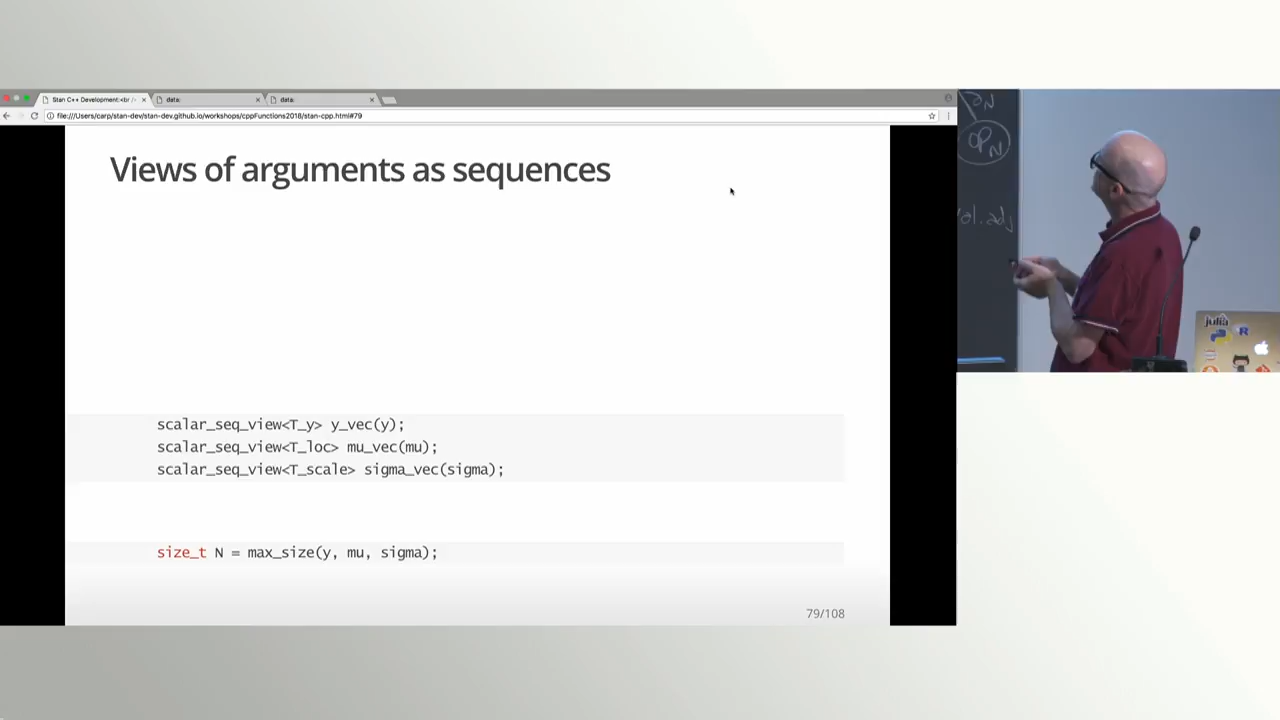 Stan C++ Development:<br /
data:
data:
file:///Users/carp/stan-dev/stan-dev.github.io/workshops/cppFunctions2018/stan-cpp.html#79
Views of arguments as sequences
scalar_seq_view<T_y> y_vec(y);
scalar_seq_view<T_loc> mu_vec(mu);
scalar_seq_view<T_scale> sigma_vec(sigma);
size_t N = max_size(y, mu, sigma);
79/108
julia
R